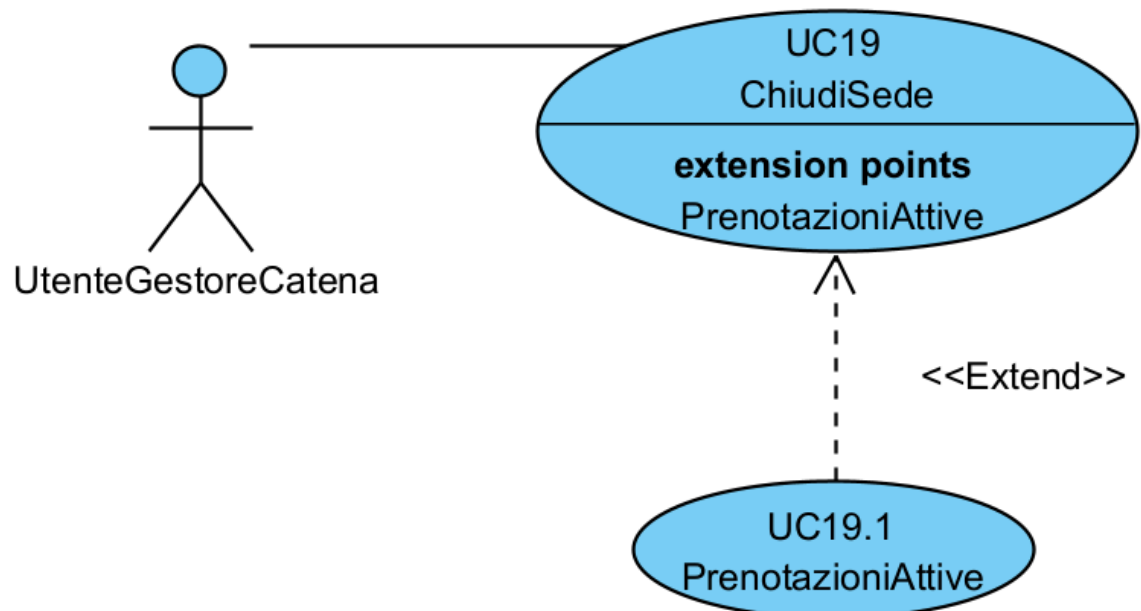 UC19
ChiudiSede
extension points
PrenotazioniAttive
UtenteGestoreCatena
<<Extend>>
UC19.1
PrenotazioniAttive